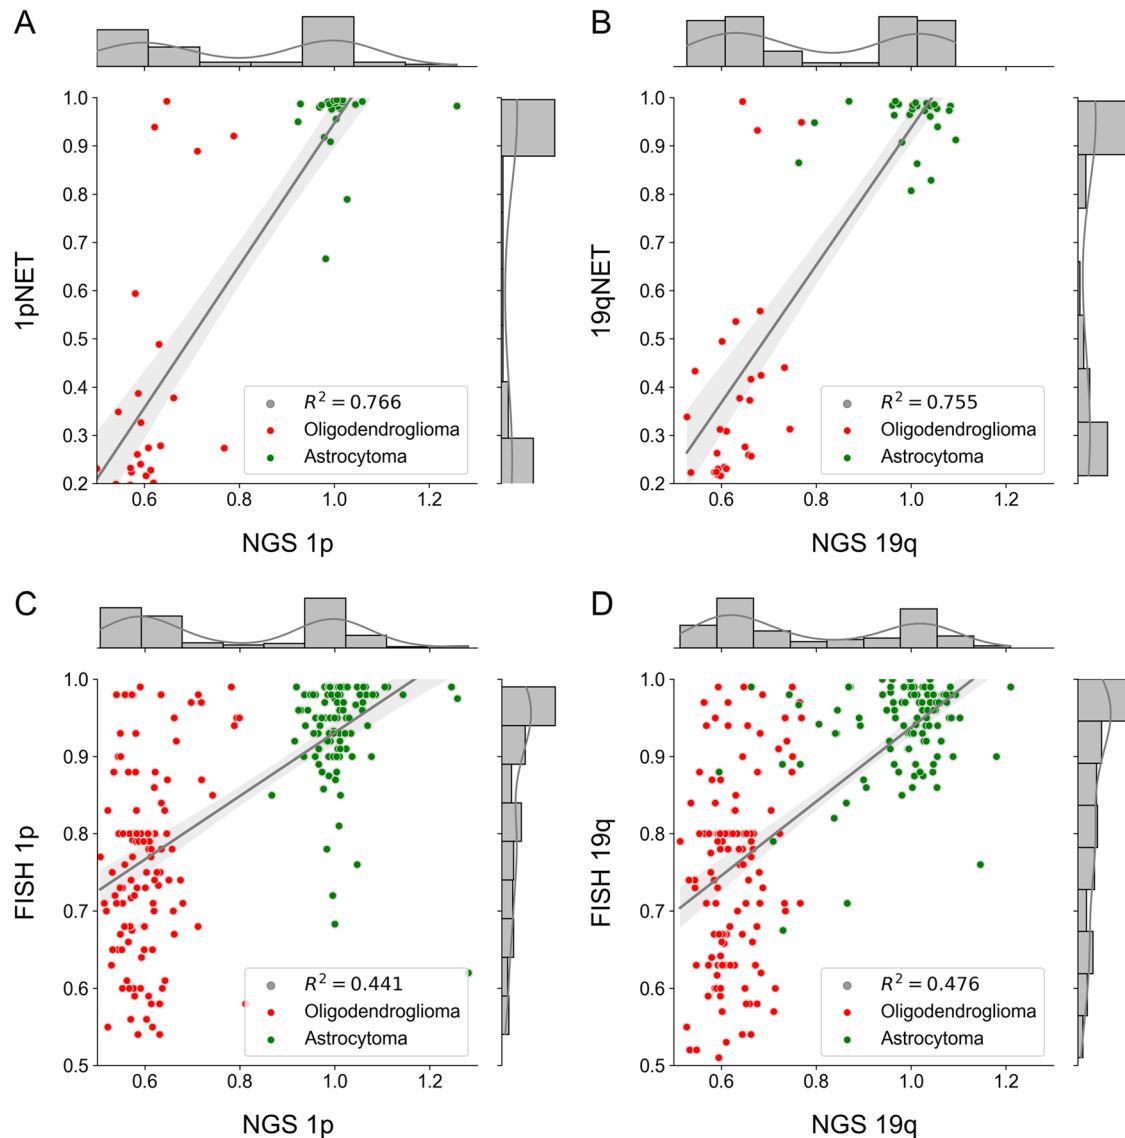 A
1.0
0.9
0.8
0.7
0.6
0.5
0.4
0.3
0.2
1pNET
R² = 0.766
Oligodendroglioma
Astrocytoma
0.6 0.8 1.0 1.2
NGS 1p
B
1.0
0.9
0.8
0.7
0.6
0.5
0.4
0.3
0.2
19qNET
R² = 0.755
Oligodendroglioma
Astrocytoma
0.6 0.8 1.0 1.2
NGS 19q
C
1.0
0.9
0.8
0.7
0.6
0.5
FISH 1p
R² = 0.441
Oligodendroglioma
Astrocytoma
0.6 0.8 1.0 1.2
NGS 1p
D
1.0
0.9
0.8
0.7
0.6
0.5
FISH 19q
R² = 0.476
Oligodendroglioma
Astrocytoma
0.6 0.8 1.0 1.2
NGS 19q